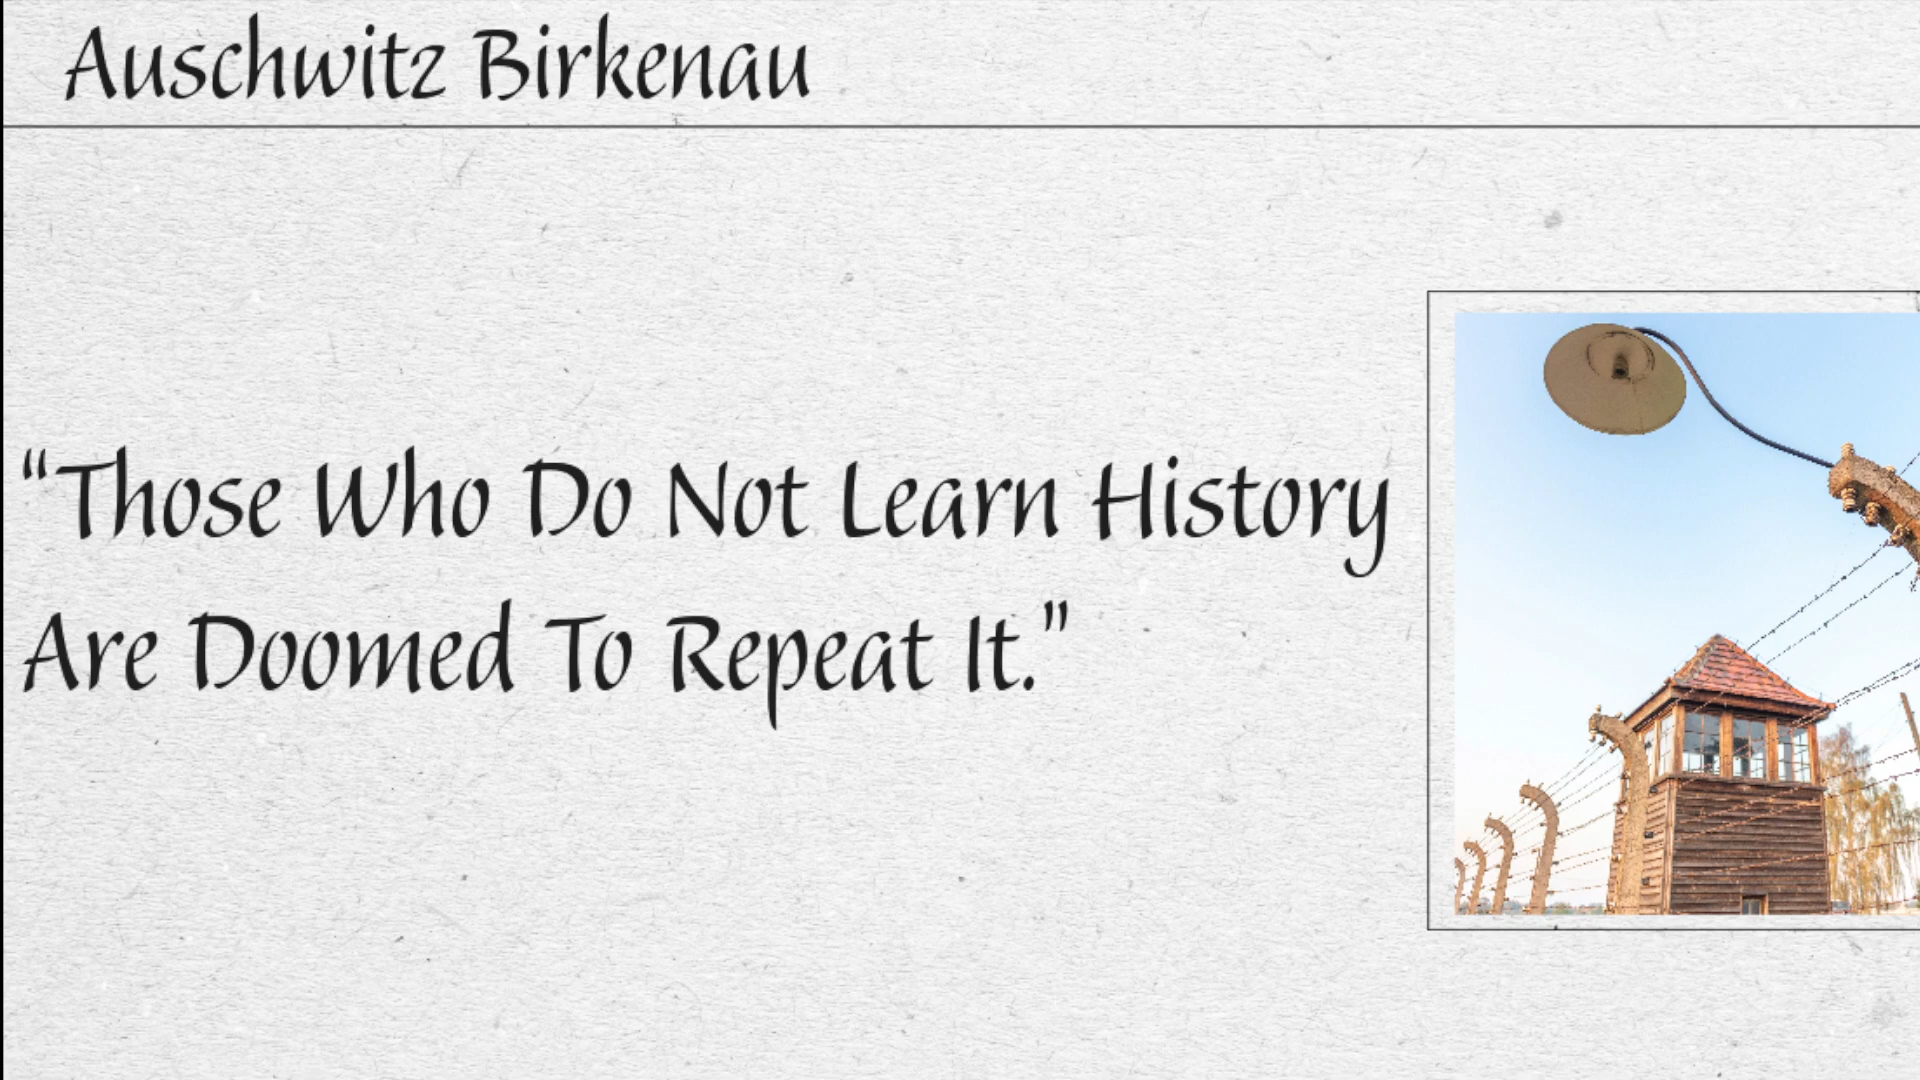 Auschwitz Birkenau
“Those Who Do Not Learn History
Are Doomed To Repeat It.”